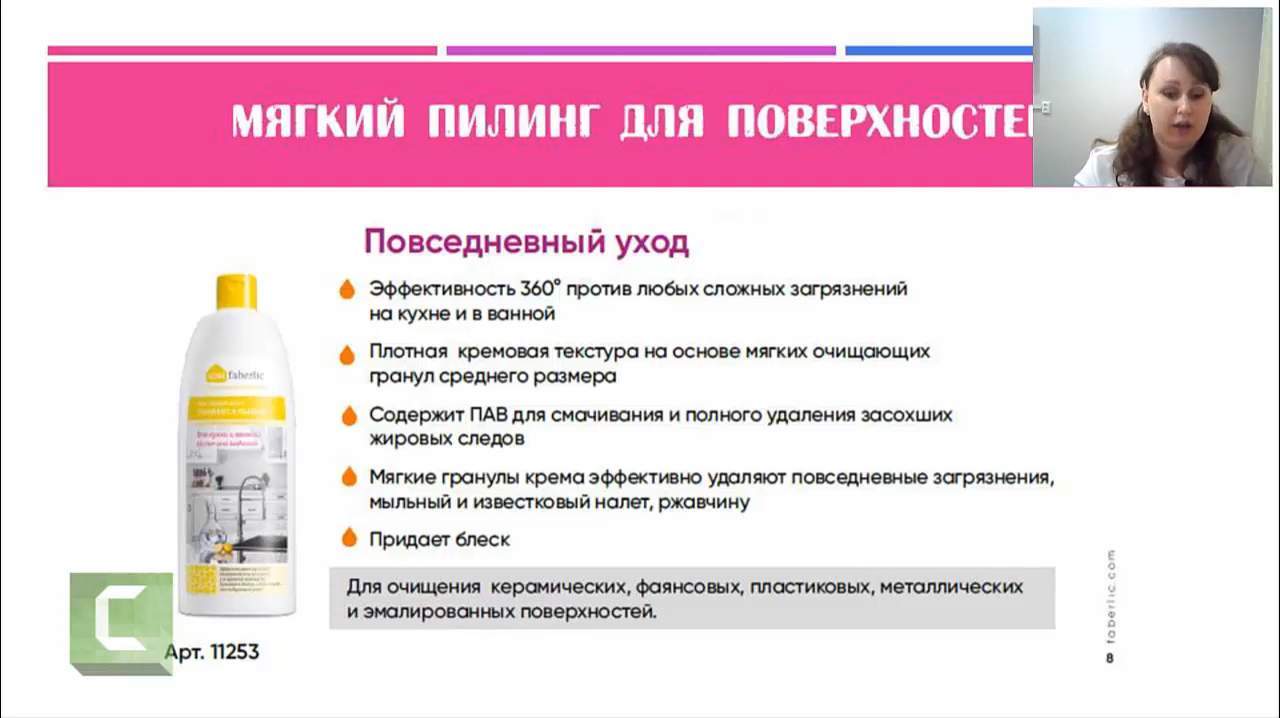 МЯГКИЙ ПИЛИНГ ДЛЯ ПОВЕРХНОСТЕ
Повседневный уход
Эффективность 360° против любых сложных загрязнений
на кухне и в ванной
Плотная кремовая текстура на основе мягких очищающих
гранул среднего размера
Содержит ПАВ для смачивания и полного удаления засохших
жировых следов
Мягкие гранулы крема эффективно удаляют повседневные загрязнения,
мыльный и известковый налет, ржавчину
Придает блеск
Для очищения керамических, фаянсовых, пластиковых, металлических
и эмалированных поверхностей.
faberlic
Арт. 11253
faberlic.com
8